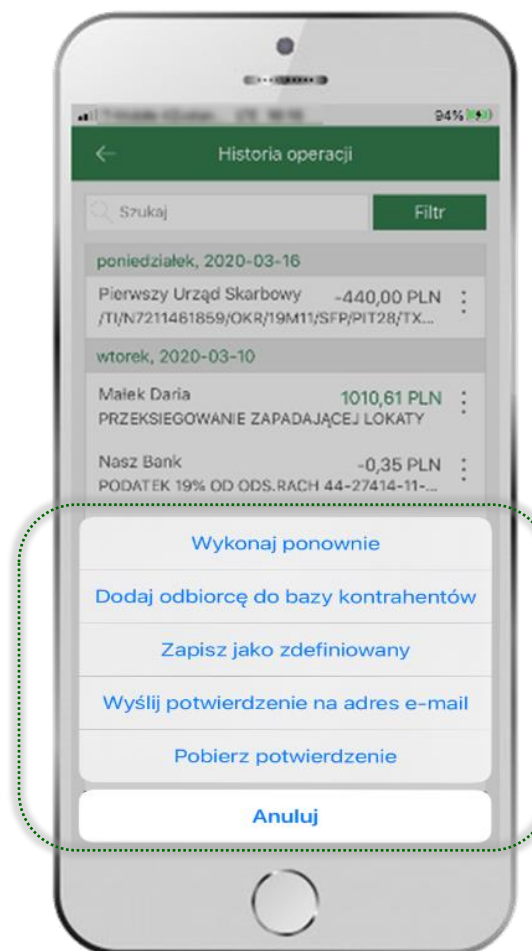 94%
Historia operacji
Szukaj
Filtr
poniedziałek, 2020-03-16
Pierwszy Urząd Skarbowy -440,00 PLN
/TI/N7211461859/OKR/19M11/SFP/PIT28/TX...
wtorek, 2020-03-10
Małek Daria 1010,61 PLN
PRZEKSIEGOWANIE ZAPADAJĄCEJ LOKATY
Nasz Bank -0,35 PLN
PODATEK 19% OD ODS.RACH 44-27414-11-...
Wykonaj ponownie
Dodaj odbiorcę do bazy kontrahentów
Zapisz jako zdefiniowany
Wyślij potwierdzenie na adres e-mail
Pobierz potwierdzenie
Anuluj